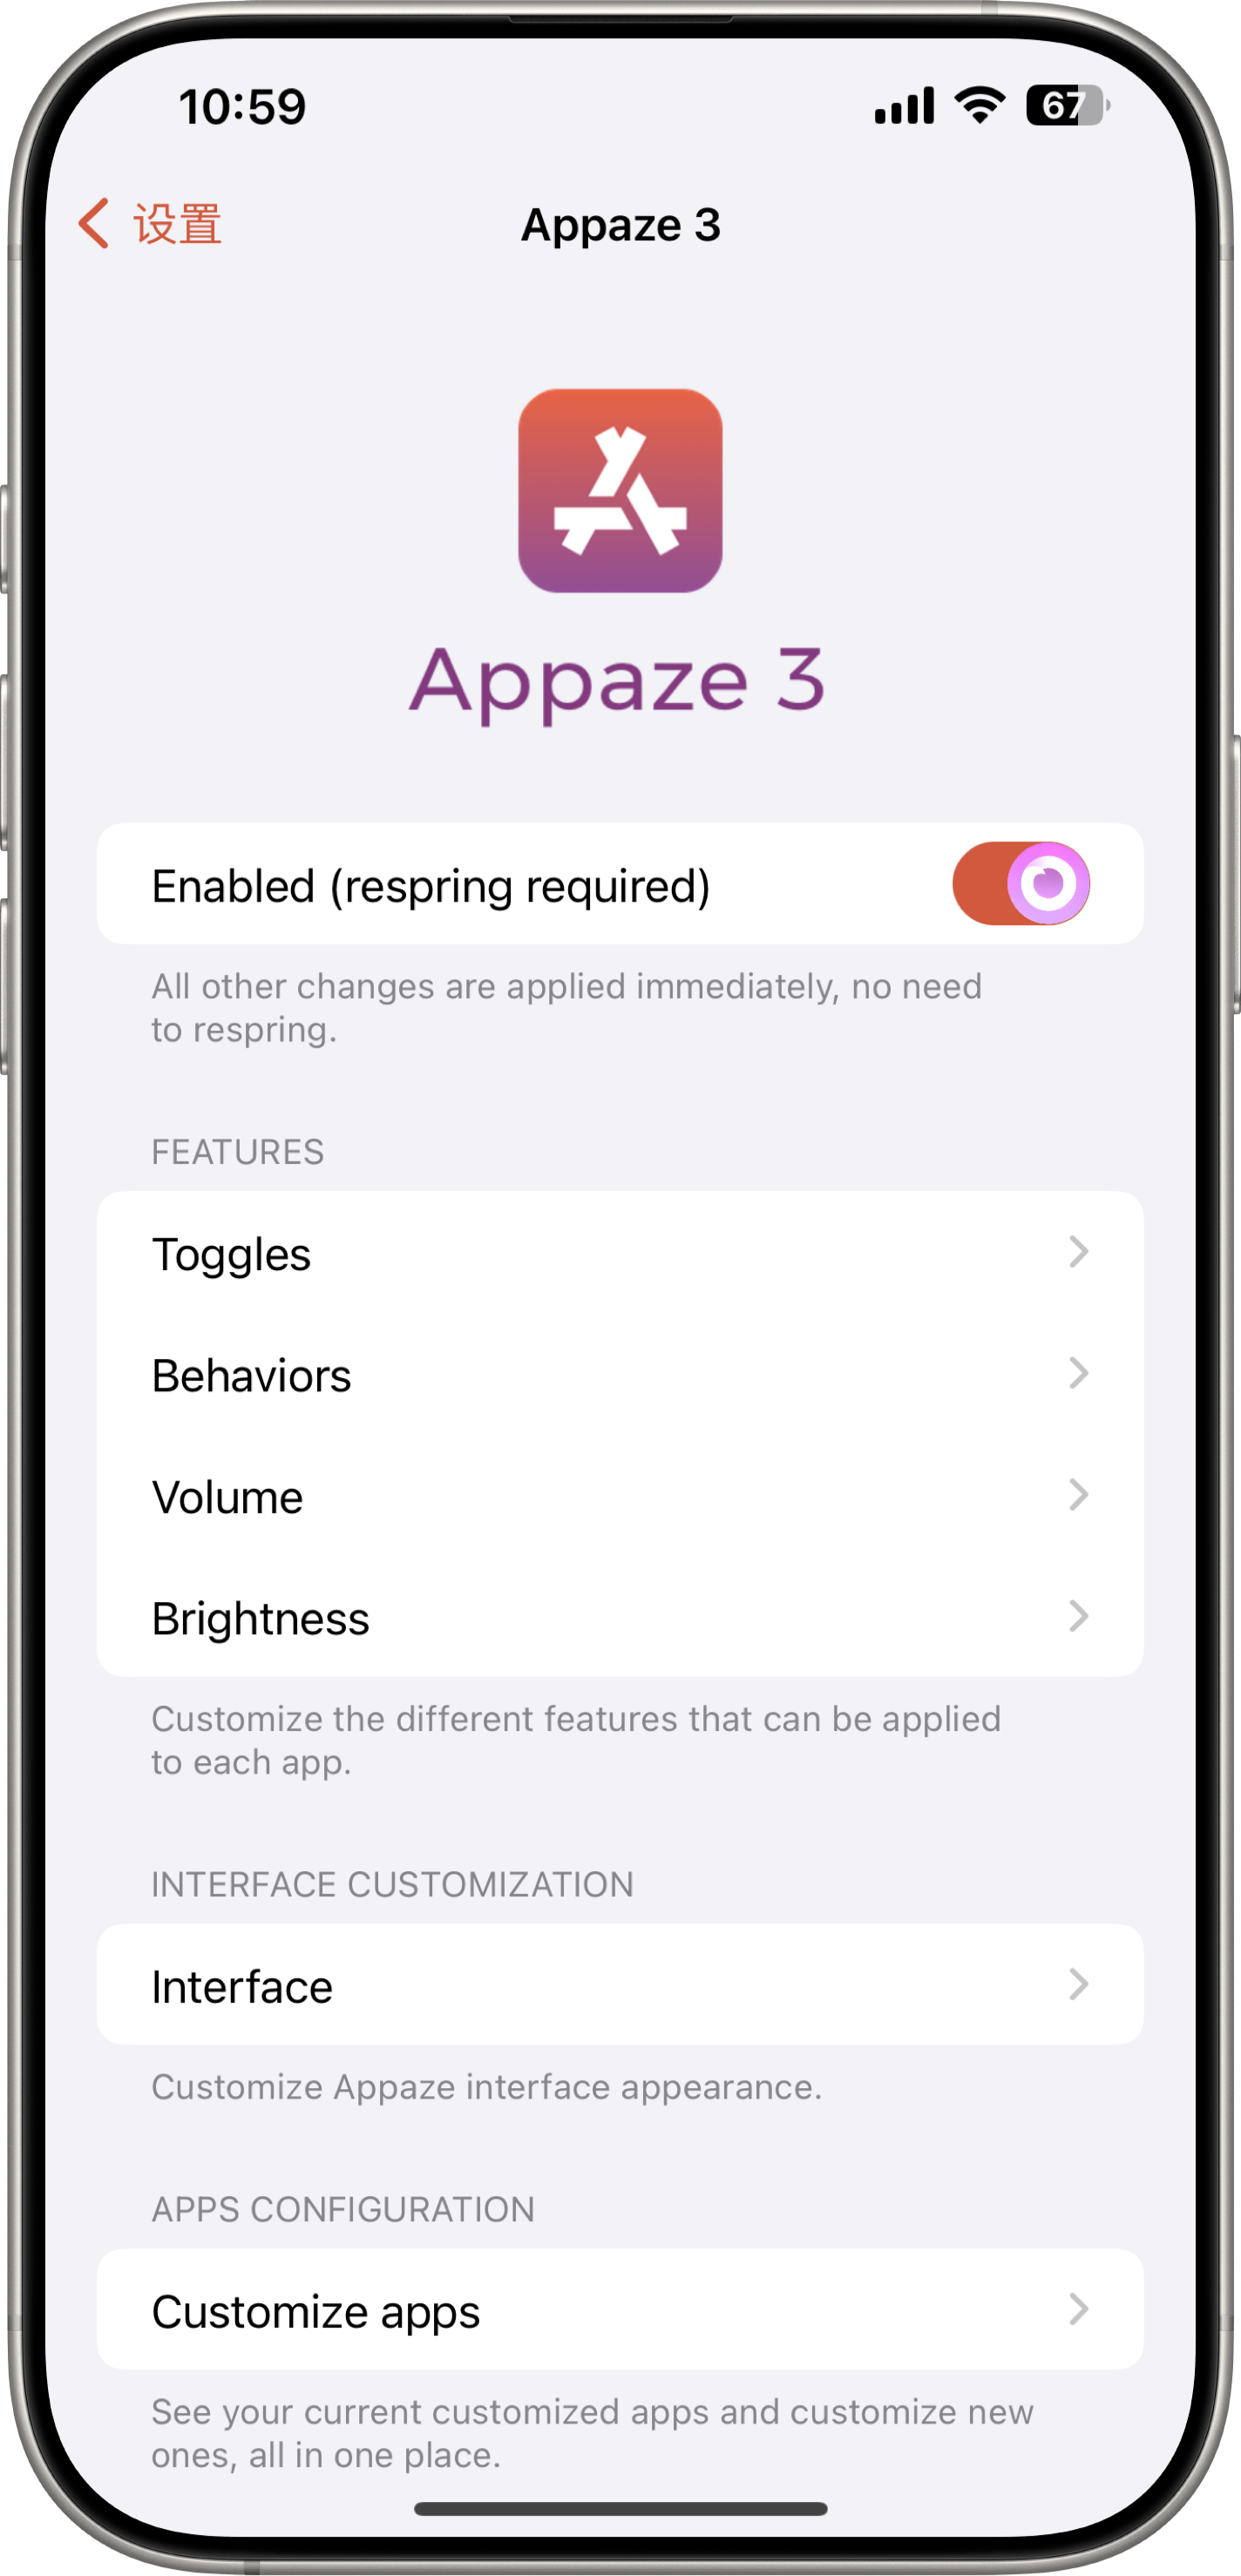 10:59
67
设置
Appaze 3
Appaze 3
Enabled (respring required)
All other changes are applied immediately, no need
to respring.
FEATURES
Toggles
Behaviors
Volume
Brightness
Customize the different features that can be applied
to each app.
INTERFACE CUSTOMIZATION
Interface
Customize Appaze interface appearance.
APPS CONFIGURATION
Customize apps
See your current customized apps and customize new
ones, all in one place.